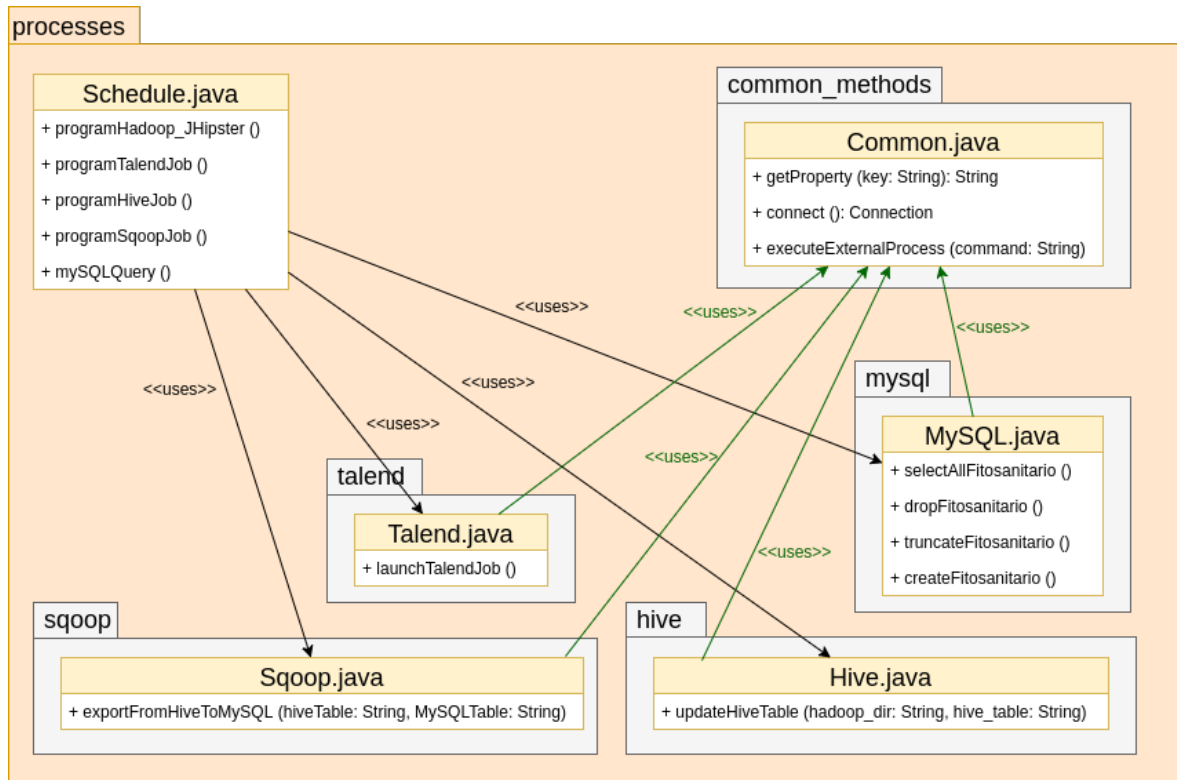 processes
Schedule.java
+ programHadoop_JHipster ()
+ programTalendJob ()
+ programHiveJob ()
+ programSqoopJob ()
+ mySQLQuery ()
common_methods
Common.java
+ getProperty (key: String): String
+ connect (): Connection
+ executeExternalProcess (command: String)
<<uses>>
<<uses>>
<<uses>>
<<uses>>
<<uses>>
<<uses>>
<<uses>>
<<uses>>
mysql
MySQL.java
+ selectAllFitosanitario ()
+ dropFitosanitario ()
+ truncateFitosanitario ()
+ createFitosanitario ()
talend
Talend.java
+ launchTalendJob ()
sqoop
Sqoop.java
+ exportFromHiveToMySQL (hiveTable: String, MySQLTable: String)
hive
Hive.java
+ updateHiveTable (hadoop_dir: String, hive_table: String)